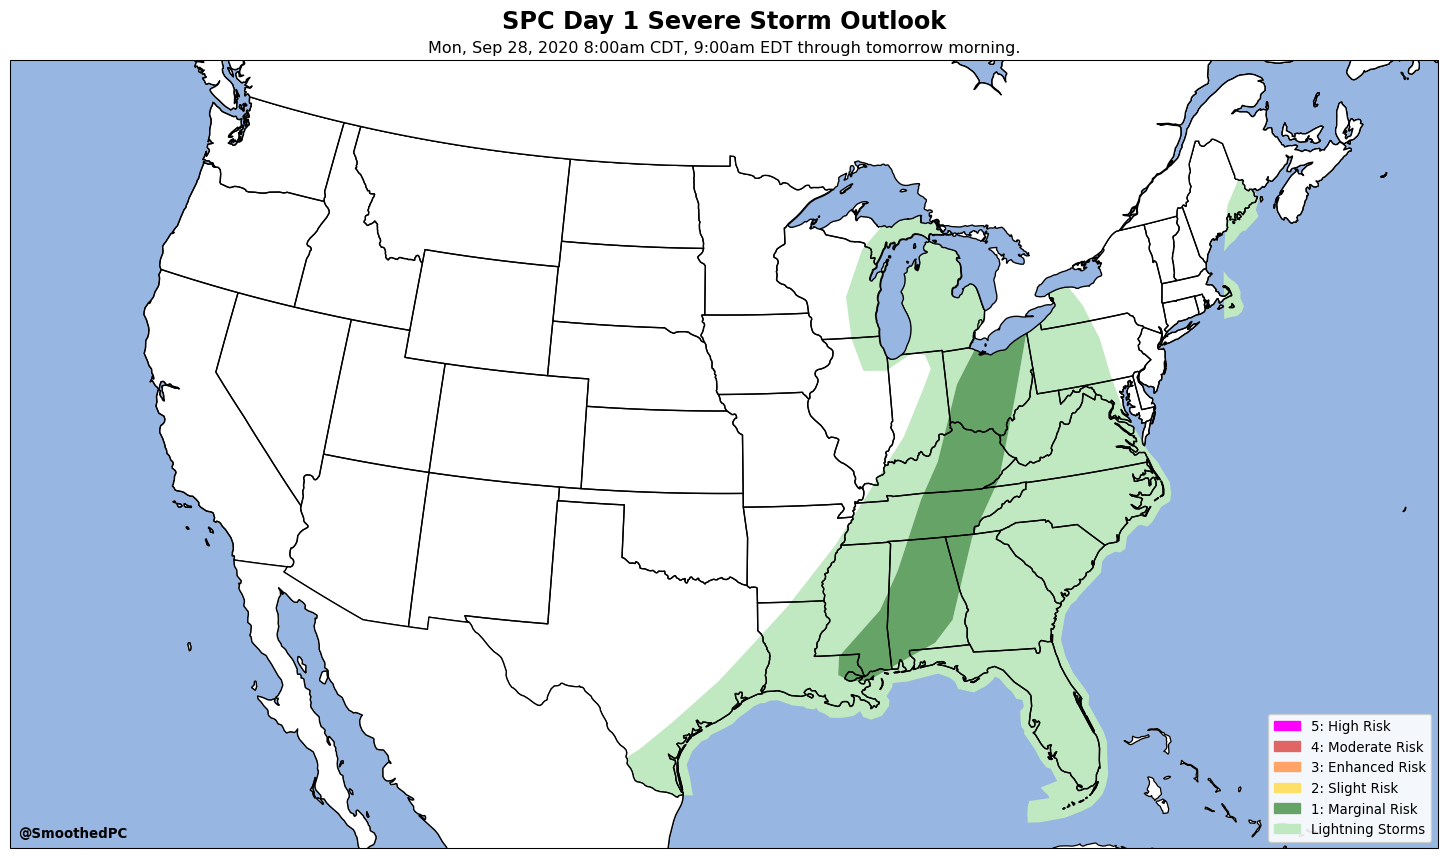 SPC Day 1 Severe Storm Outlook
Mon, Sep 28, 2020 8:00am CDT, 9:00am EDT through tomorrow morning.
5: High Risk
4: Moderate Risk
3: Enhanced Risk
2: Slight Risk
1: Marginal Risk
Lightning Storms
@SmoothedPC